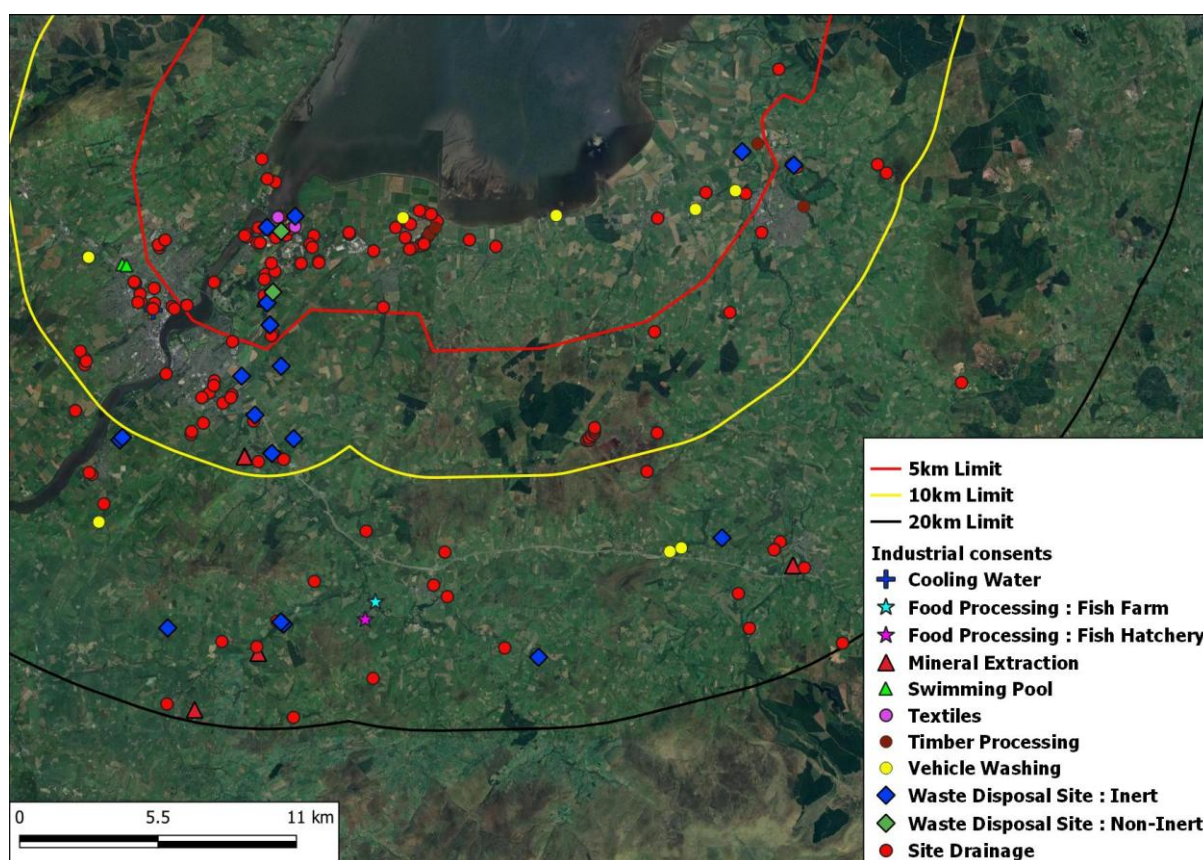 5km Limit
10km Limit
20km Limit
Industrial consents
Cooling Water
Food Processing : Fish Farm
Food Processing : Fish Hatchery
Mineral Extraction
Swimming Pool
Textiles
Timber Processing
Vehicle Washing
Waste Disposal Site : Inert
Waste Disposal Site : Non-Inert
Site Drainage
0 5.5 11 km